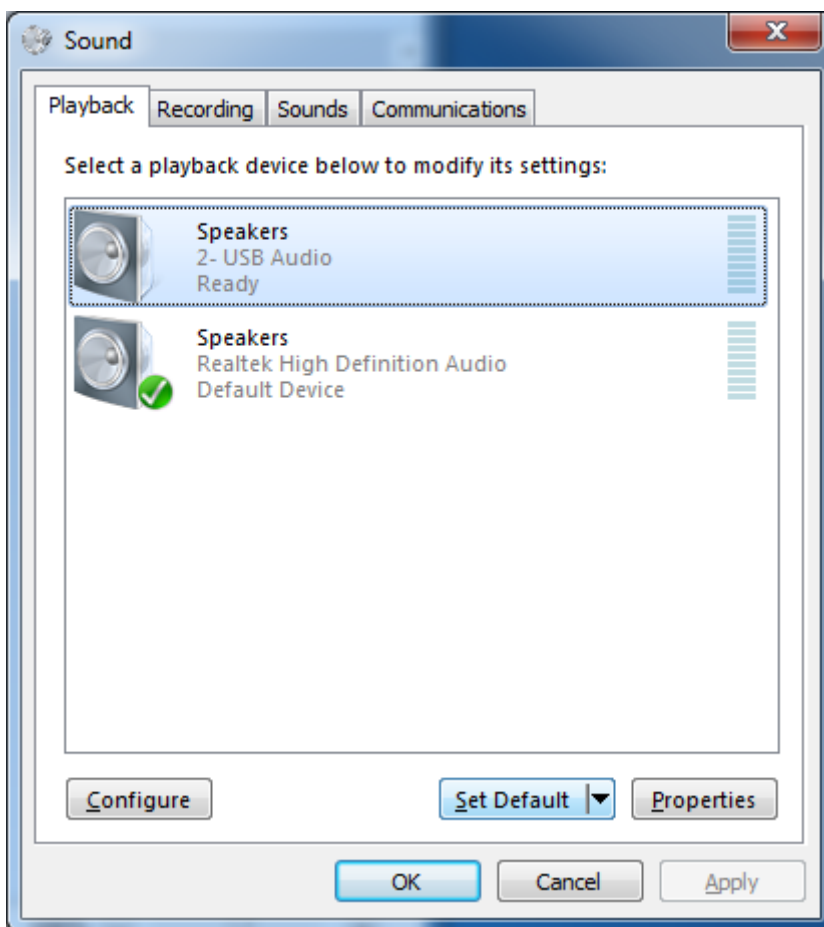 Sound
Playback Recording Sounds Communications
Select a playback device below to modify its settings:
Speakers
2- USB Audio
Ready
Speakers
Realtek High Definition Audio
Default Device
Configure Set Default Properties
OK Cancel Apply